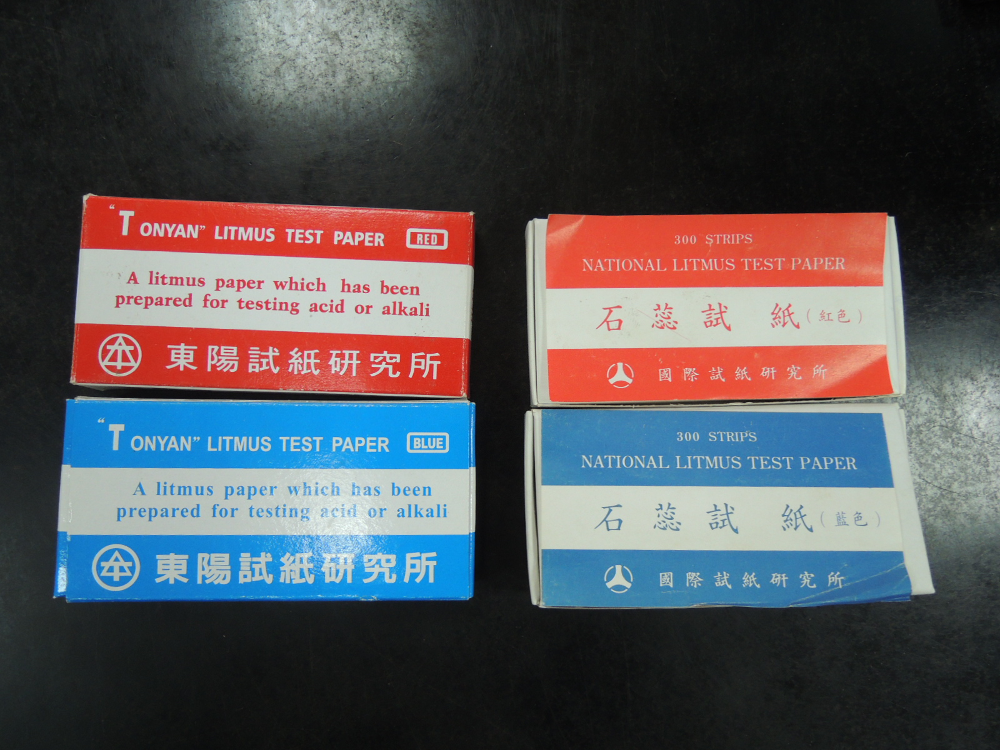 "TONYAN" LITMUS TEST PAPER RED
A litmus paper which has been
prepared for testing acid or alkali
東陽試紙研究所
"TONYAN" LITMUS TEST PAPER BLUE
A litmus paper which has been
prepared for testing acid or alkali
東陽試紙研究所
300 STRIPS
NATIONAL LITMUS TEST PAPER
石蕊試紙(紅色)
國際試紙研究所
300 STRIPS
NATIONAL LITMUS TEST PAPER
石蕊試紙(藍色)
國際試紙研究所